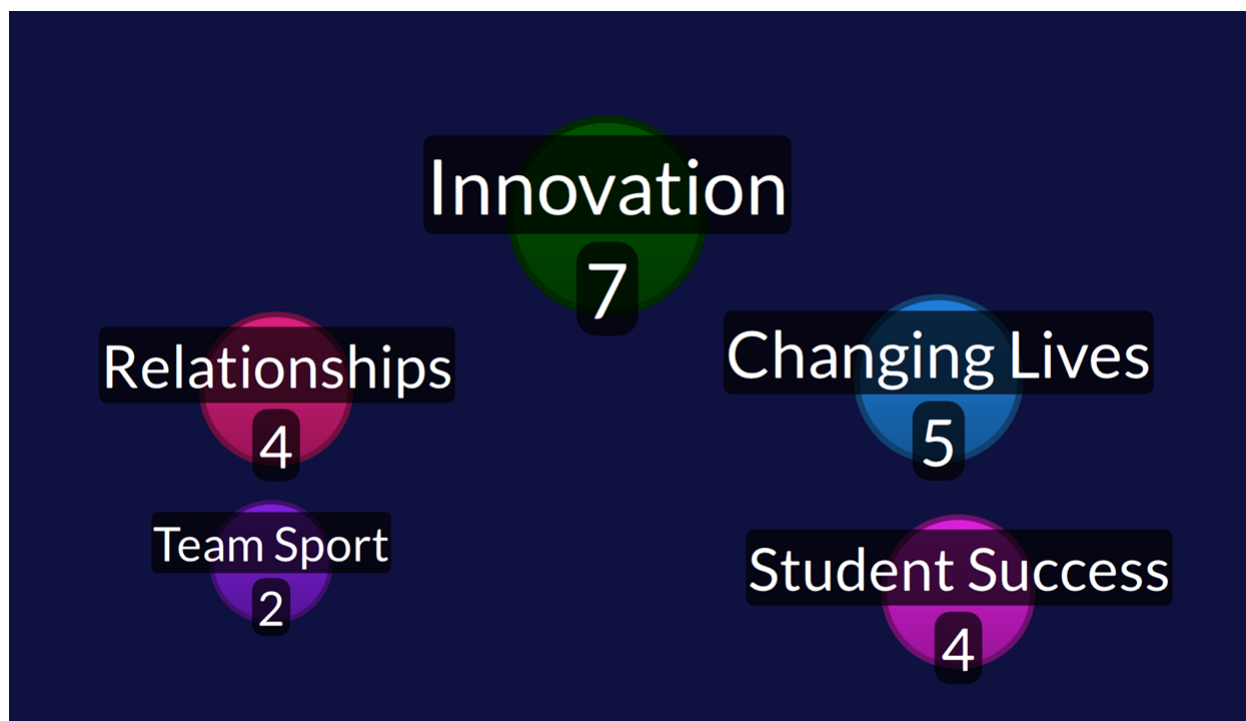 Innovation
7
Relationships
4
Changing Lives
5
Team Sport
2
Student Success
4